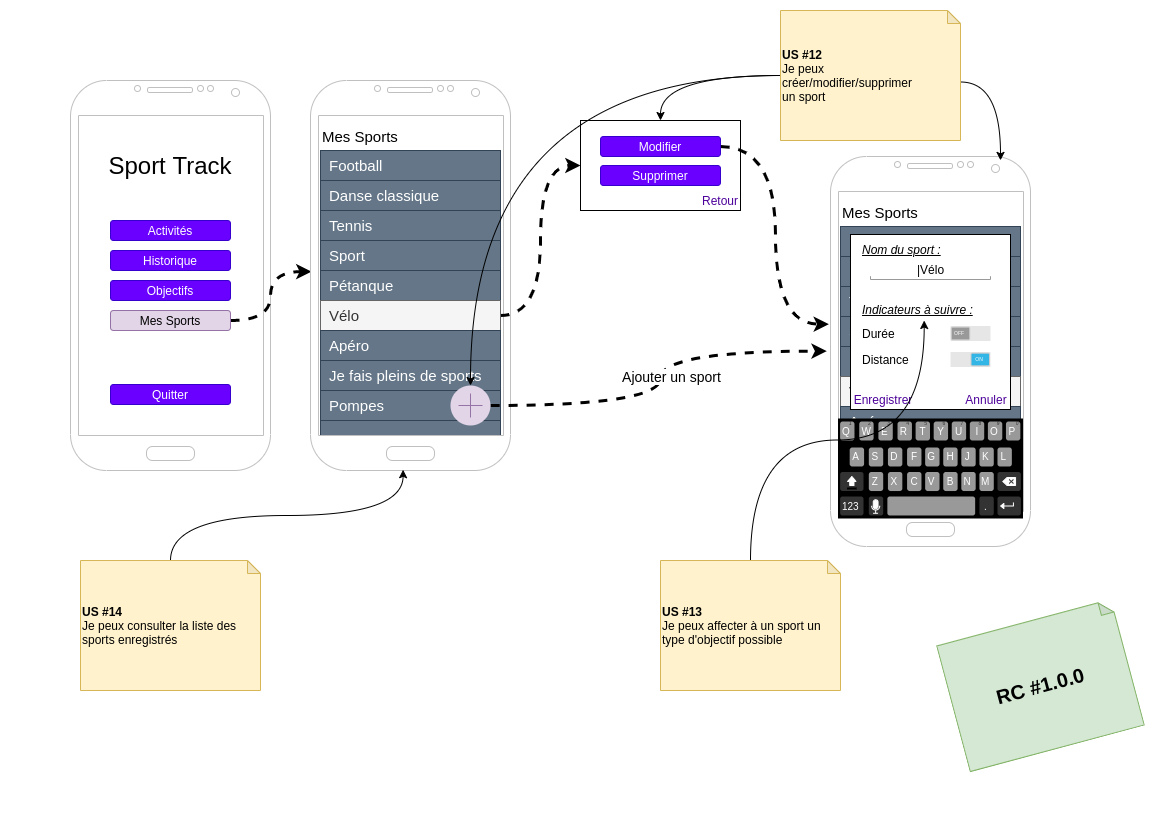 US #12
Je peux
créer/modifier/supprimer
un sport
Sport Track
Activités
Historique
Objectifs
Mes Sports
Quitter
Mes Sports
Football
Danse classique
Tennis
Sport
Pétanque
Vélo
Apéro
Je fais pleins de sports
Pompes
Modifier
Supprimer
Retour
Ajouter un sport
Mes Sports
Nom du sport :
|Vélo
Indicateurs à suivre :
Durée
OFF
Distance
ON
Enregistrer
Annuler
Q W E R T Y U I O P
A S D F G H J K L
Z X C V B N M
123 .
US #14
Je peux consulter la liste des
sports enregistrés
US #13
Je peux affecter à un sport un
type d'objectif possible
RC #1.0.0